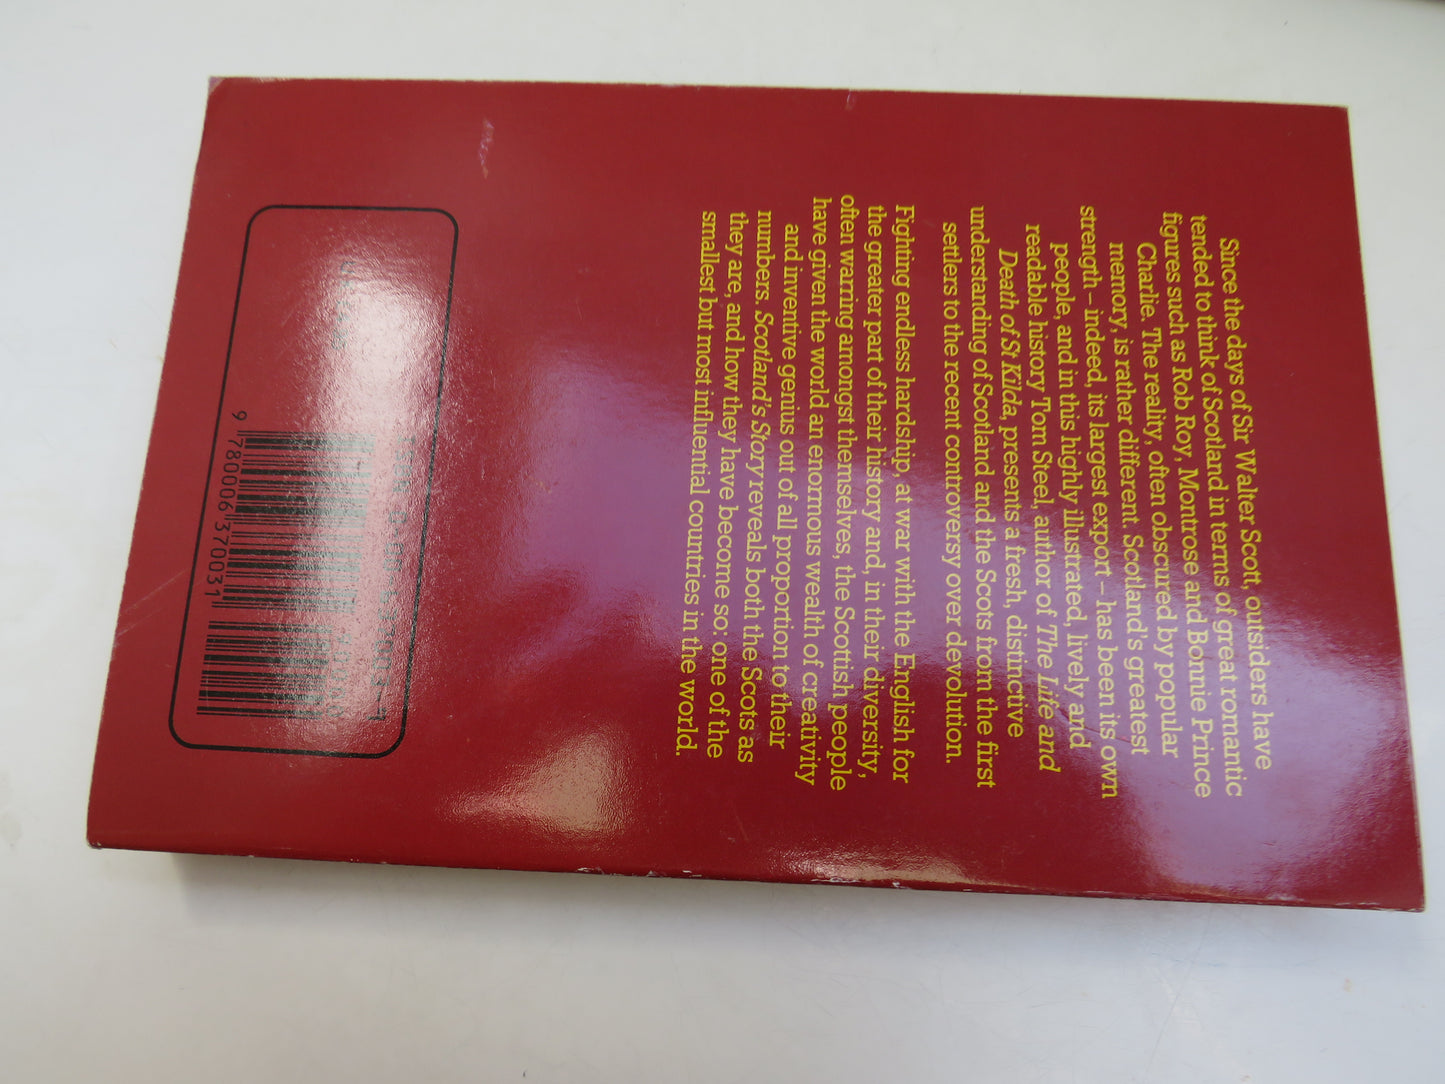 Since the days of Sir Walter Scott, outsiders have
tended to think of Scotland in terms of great romantic
figures such as Rob Roy, Montrose and Bonnie Prince
Charlie. The reality, often obscured by popular
memory, is rather different. Scotland's greatest
strength – indeed, its largest export – has been its own
people, and in this highly illustrated, lively and
readable history Tom Steel, author of The Life and
Death of St Kilda, presents a fresh, distinctive
understanding of Scotland and the Scots from the first
settlers to the recent controversy over devolution.
Fighting endless hardship, at war with the English for
the greater part of their history and, in their diversity,
often warring amongst themselves, the Scottish people
have given the world an enormous wealth of creativity
and inventive genius out of all proportion to their
numbers. Scotland's Story reveals both the Scots as
they are, and how they have become so: one of the
smallest but most influential countries in the world.
9 780006 370031